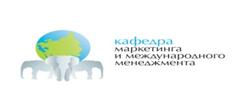 кафедра
маркетинга
и международного
менеджмента